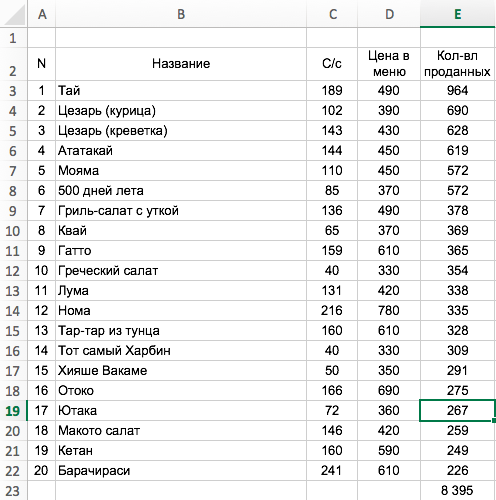 A B C D E
1
2 N Название С/с Цена в меню Кол-вл проданных
3 1 Тай 189 490 964
4 2 Цезарь (курица) 102 390 690
5 3 Цезарь (креветка) 143 430 628
6 4 Ататакай 144 450 619
7 5 Мояма 110 450 572
8 6 500 дней лета 85 370 572
9 7 Гриль-салат с уткой 136 490 378
10 8 Квай 65 370 369
11 9 Гатто 159 610 365
12 10 Греческий салат 40 330 354
13 11 Лума 131 420 338
14 12 Нома 216 780 335
15 13 Тар-тар из тунца 160 610 328
16 14 Тот самый Харбин 40 330 309
17 15 Хияше Вакаме 50 350 291
18 16 Отоко 166 690 275
19 17 Ютака 72 360 267
20 18 Макото салат 146 420 259
21 19 Кетан 160 590 249
22 20 Барачираси 241 610 226
23 8 395